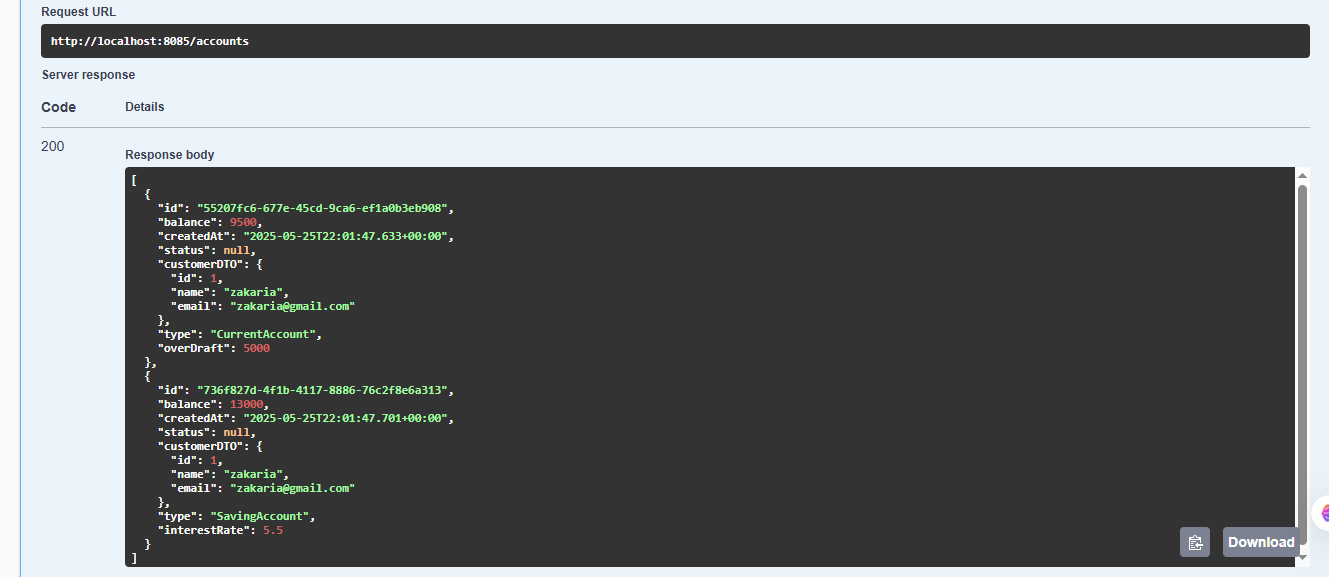 Request URL
http://localhost:8085/accounts
Server response
Code Details
200
Response body
[
  {
    "id": "55207fc6-677e-45cd-9ca6-ef1a0b3eb908",
    "balance": 9500,
    "createdAt": "2025-05-25T22:01:47.633+00:00",
    "status": null,
    "customerDTO": {
      "id": 1,
      "name": "zakaria",
      "email": "zakaria@gmail.com"
    },
    "type": "CurrentAccount",
    "overDraft": 5000
  },
  {
    "id": "736f827d-4f1b-4117-8886-76c2f8e6a313",
    "balance": 13000,
    "createdAt": "2025-05-25T22:01:47.701+00:00",
    "status": null,
    "customerDTO": {
      "id": 1,
      "name": "zakaria",
      "email": "zakaria@gmail.com"
    },
    "type": "SavingAccount",
    "interestRate": 5.5
  }
]
Download